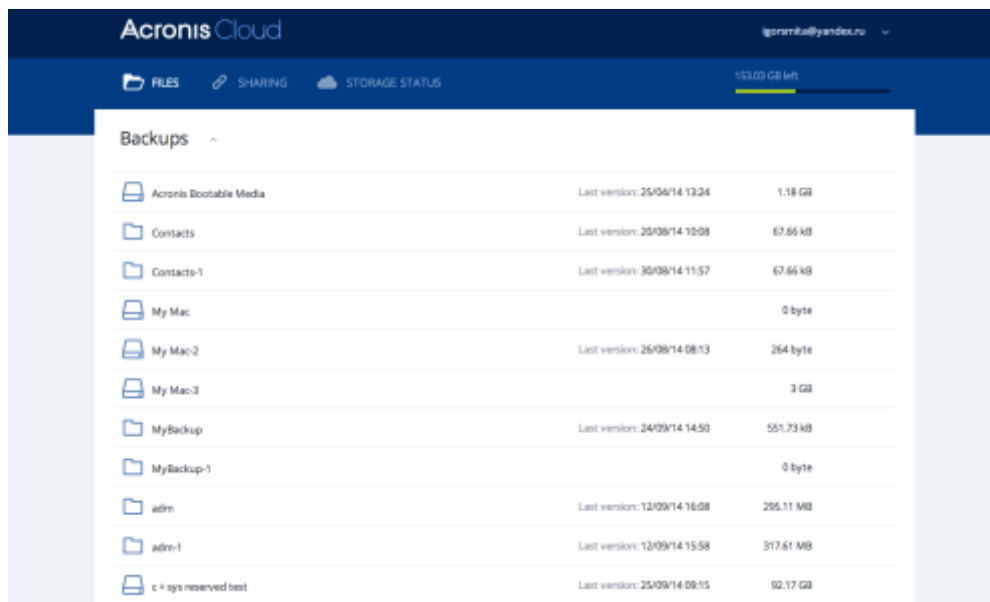 Acronis Cloud
igorsmita@yandex.ru
FILES
SHARING
STORAGE STATUS
153.03 GB left
Backups
Acronis Bootable Media Last version: 25/04/14 13:24 1.18 GB
Contacts Last version: 20/08/14 10:08 67.66 kB
Contacts-1 Last version: 30/08/14 11:57 67.66 kB
My Mac 0 byte
My Mac-2 Last version: 26/08/14 08:13 264 byte
My Mac-3 3 GB
MyBackup Last version: 24/09/14 14:50 551.73 kB
MyBackup-1 0 byte
adm Last version: 12/09/14 16:08 295.11 MB
adm-1 Last version: 12/09/14 15:58 317.61 MB
c + sys reserved test Last version: 25/09/14 09:15 92.17 GB